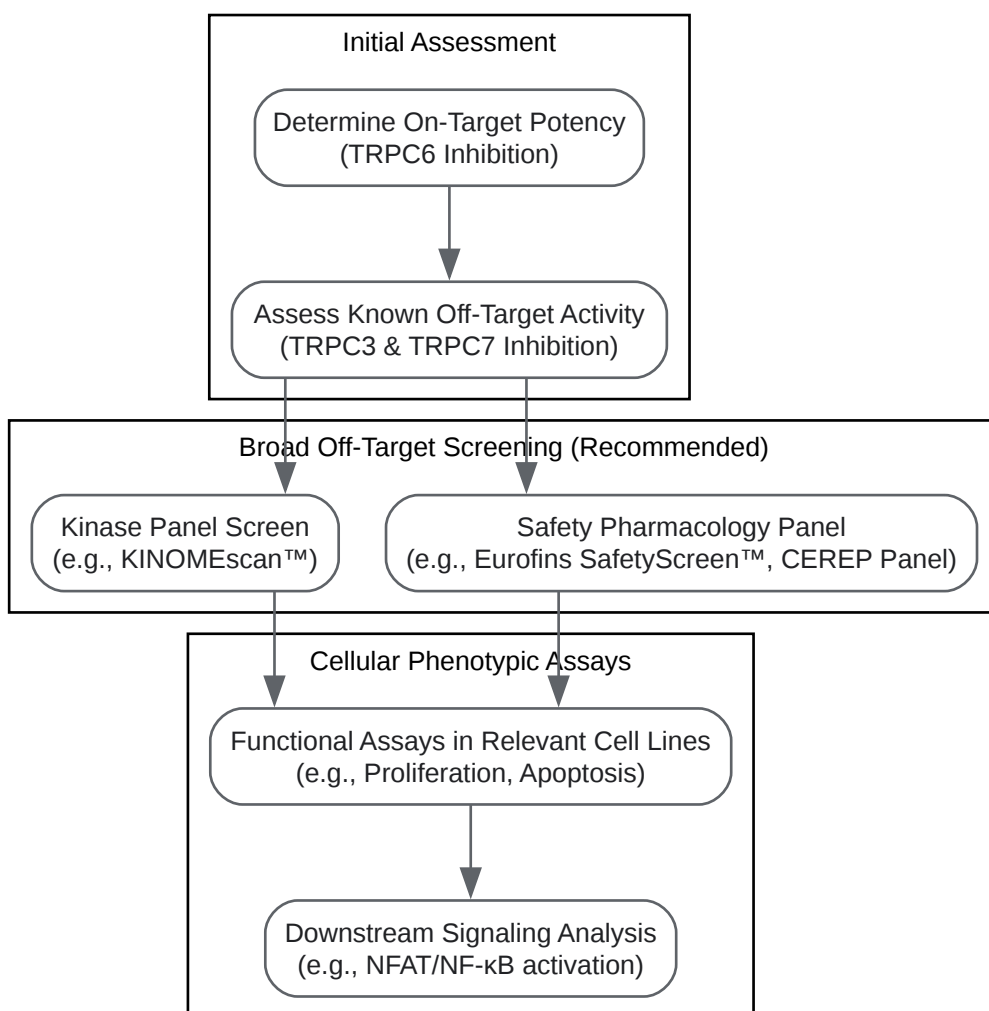 Initial Assessment
Determine On-Target Potency
(TRPC6 Inhibition)
Assess Known Off-Target Activity
(TRPC3 & TRPC7 Inhibition)
Broad Off-Target Screening (Recommended)
Kinase Panel Screen
(e.g., KINOMEscan™)
Safety Pharmacology Panel
(e.g., Eurofins SafetyScreen™, CEREP Panel)
Cellular Phenotypic Assays
Functional Assays in Relevant Cell Lines
(e.g., Proliferation, Apoptosis)
Downstream Signaling Analysis
(e.g., NFAT/NF-κB activation)